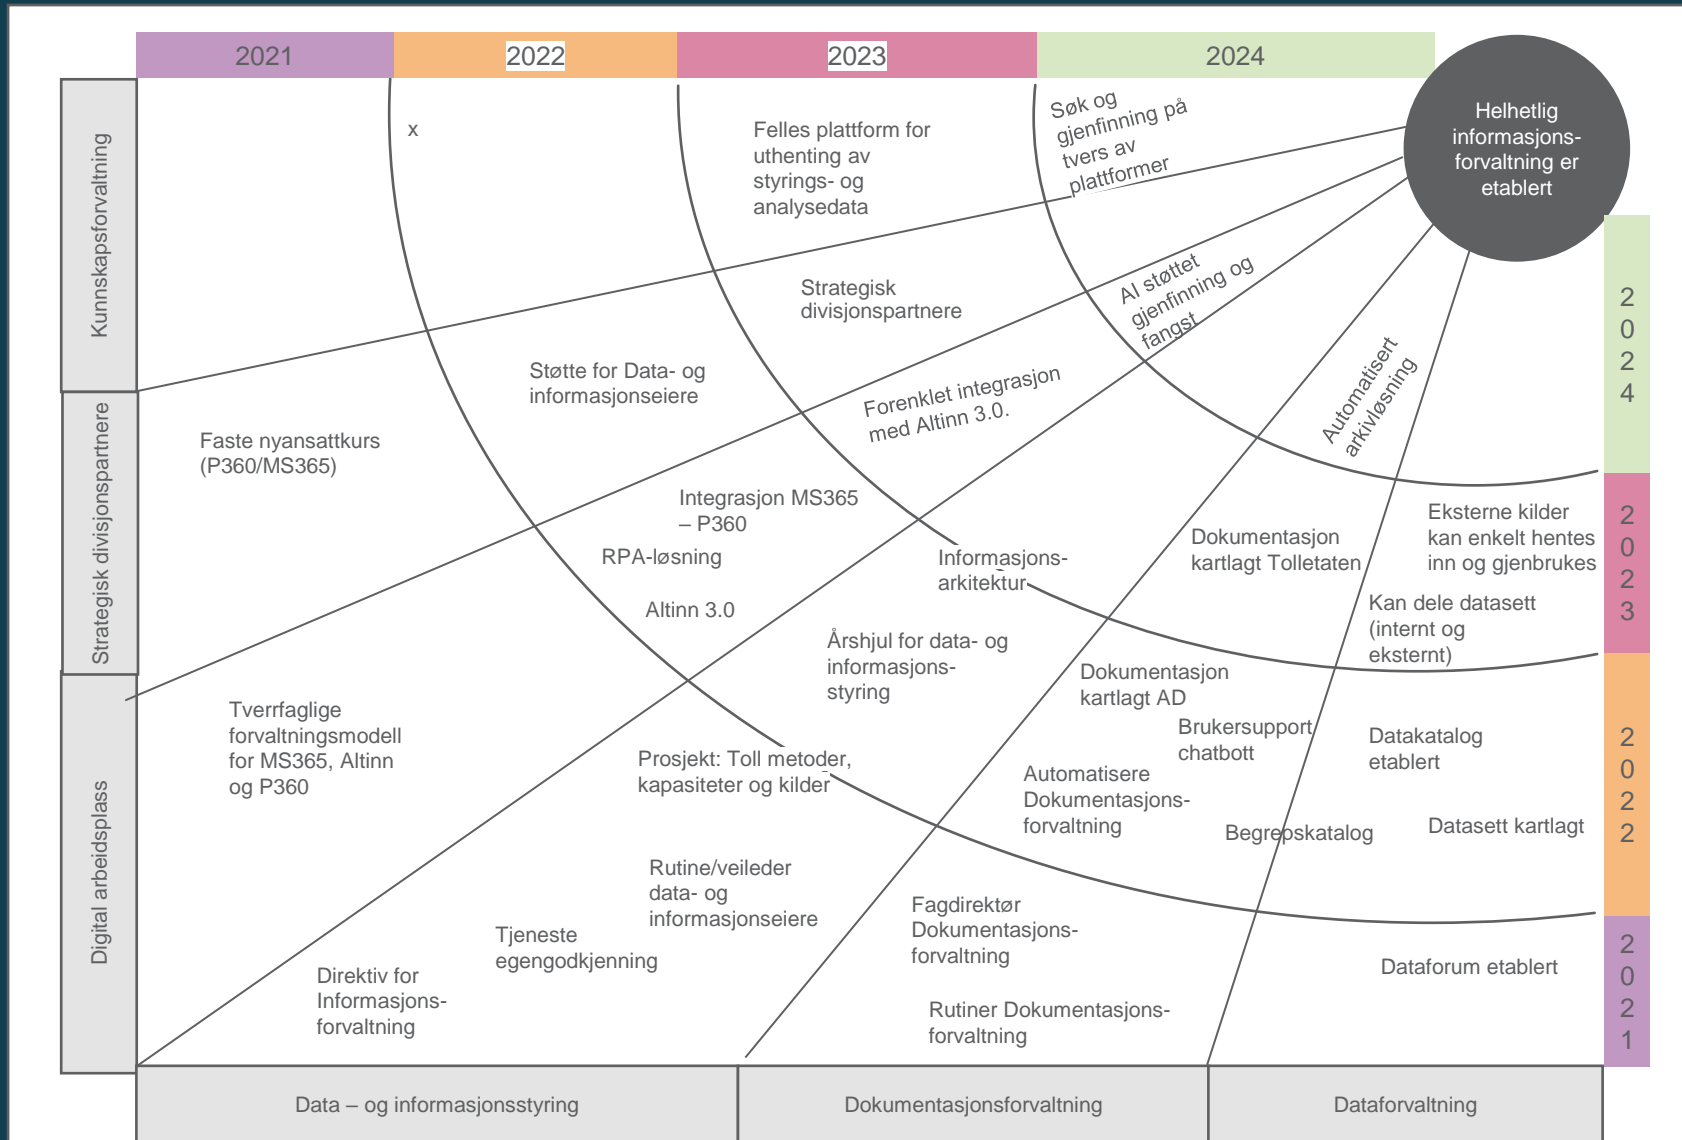 2021
2022
2023
2024
Helhetlig
informasjons-
forvaltning er
etablert
Kunnskapsforvaltning
x
Felles plattform for
uthenting av
styrings- og
analysedata
Søk og
gjenfinning på
tvers av
plattformer
Strategisk divisjonspartnere
Faste nyansattkurs
(P360/MS365)
Støtte for Data- og
informasjonseiere
Strategisk
divisjonspartnere
AI støttet
gjenfinning og
fangst
Digital arbeidsplass
Tverrfaglige
forvaltningsmodell
for MS365, Altinn
og P360
Integrasjon MS365
– P360
RPA-løsning
Altinn 3.0
Forenklet integrasjon
med Altinn 3.0.
Direktiv for
Informasjons-
forvaltning
Tjeneste
egengodkjenning
Rutine/veileder
data- og
informasjonseiere
Prosjekt: Toll metoder,
kapasiteter og kilder
Årshjul for data- og
informasjons-
styring
Informasjons-
arkitektur
Fagdirektør
Dokumentasjons-
forvaltning
Rutiner Dokumentasjons-
forvaltning
Automatisere
Dokumentasjons-
forvaltning
Dokumentasjon
kartlagt AD
Brukersupport
chatbott
Begrepskatalog
Dokumentasjon
kartlagt Tolletaten
Automatisert
arkivløsning
Eksterne kilder
kan enkelt hentes
inn og gjenbrukes
Kan dele datasett
(internt og
eksternt)
Datakatalog
etablert
Datasett kartlagt
Dataforum etablert
2
0
2
4
2
0
2
3
2
0
2
2
2
0
2
1
Data – og informasjonsstyring
Dokumentasjonsforvaltning
Dataforvaltning